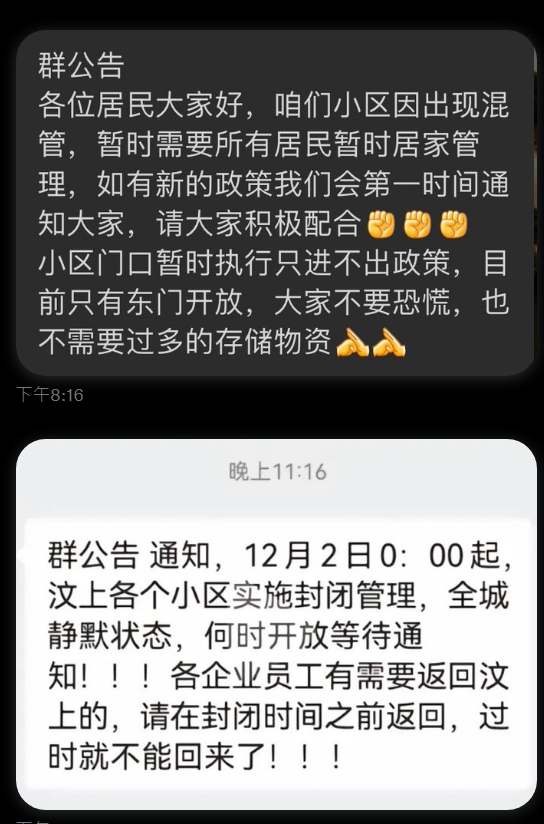 群公告
各位居民大家好，咱们小区因出现混
管，暂时需要所有居民暂时居家管
理，如有新的政策我们会第一时间通
知大家，请大家积极配合✊✊✊
小区门口暂时执行只进不出政策，目
前只有东门开放，大家不要恐慌，也
不需要过多的存储物资
下午8:16
晚上11:16
群公告 通知，12月2日0：00起，
汶上各个小区实施封闭管理，全城
静默状态，何时开放等待通
知！！！各企业员工有需要返回汶
上的，请在封闭时间之前返回，过
时就不能回来了！！！